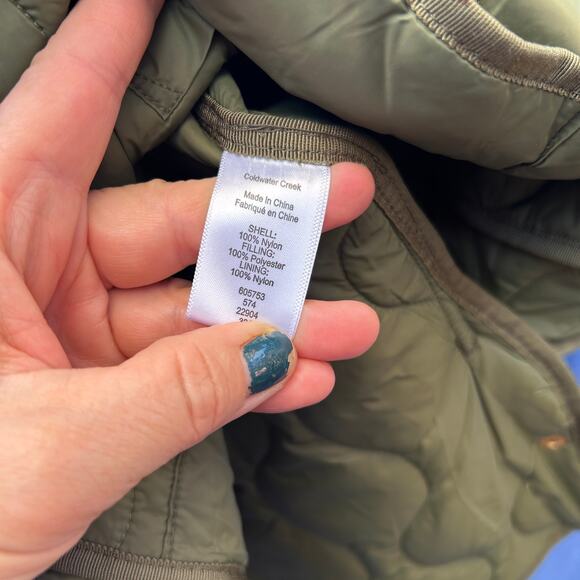 Coldwater Creek
Made In China
Fabriqué en Chine
SHELL:
100% Nylon
FILLING:
100% Polyester
LINING:
100% Nylon
605753
574
22904